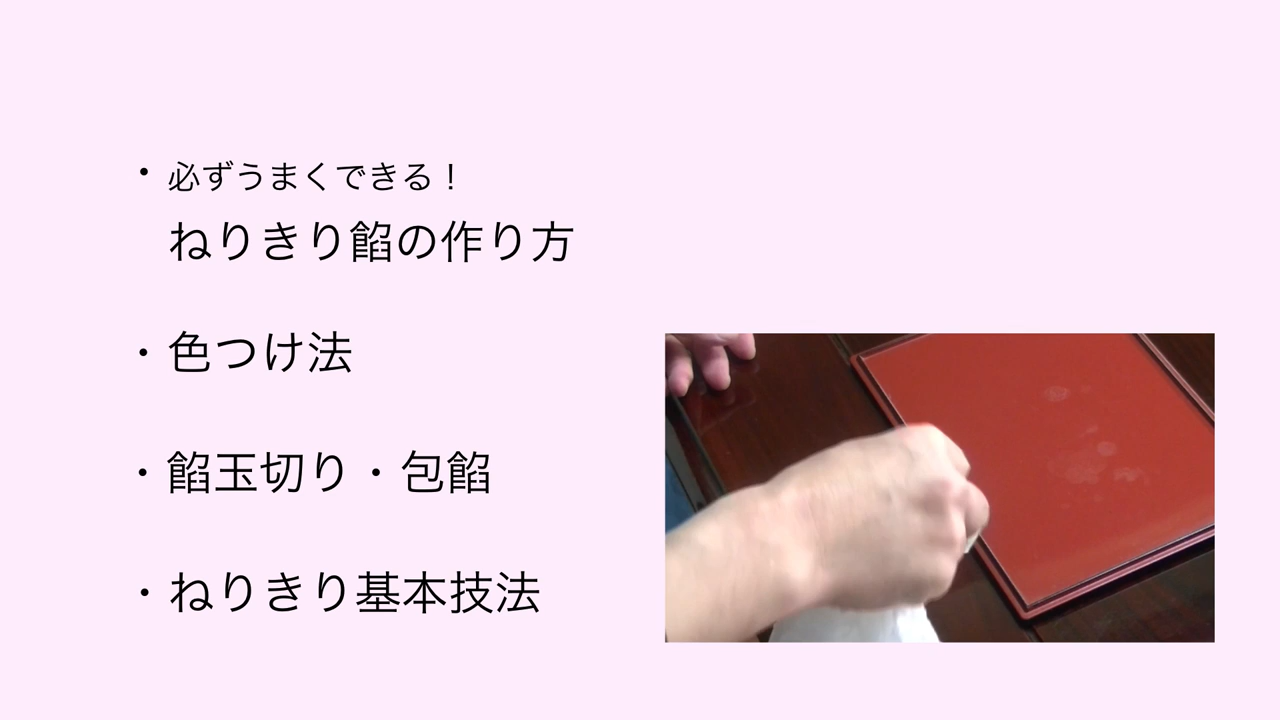 ・必ずうまくできる！
ねりきり餡の作り方
・色つけ法
・餡玉切り・包餡
・ねりきり基本技法